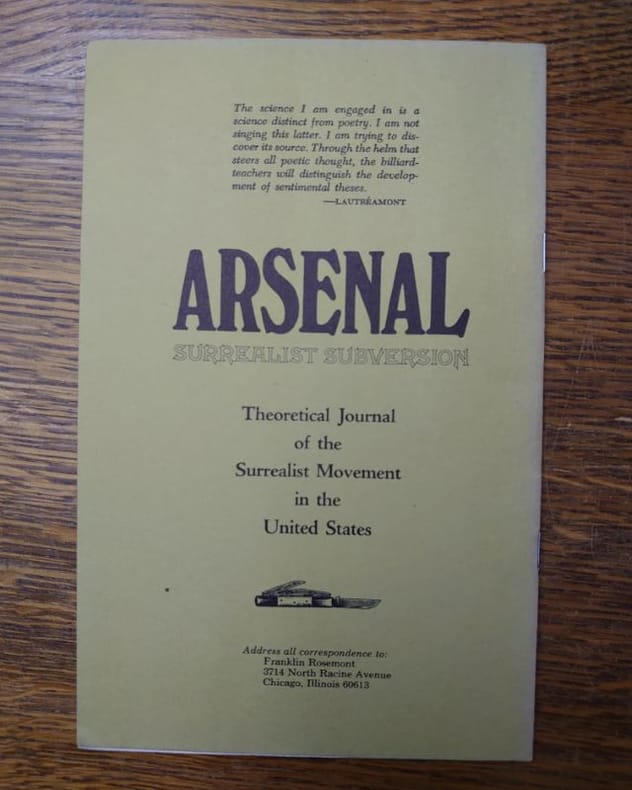 The science I am engaged in is a
science distinct from poetry. I am not
singing this latter. I am trying to dis-
cover its source. Through the helm that
steers all poetic thought, the billiard-
teachers will distinguish the develop-
ment of sentimental theses.
—LAUTRÉAMONT
ARSENAL
SURREALIST SUBVERSION
Theoretical Journal
of the
Surrealist Movement
in the
United States
Address all correspondence to:
Franklin Rosemont
3714 North Racine Avenue
Chicago, Illinois 60613